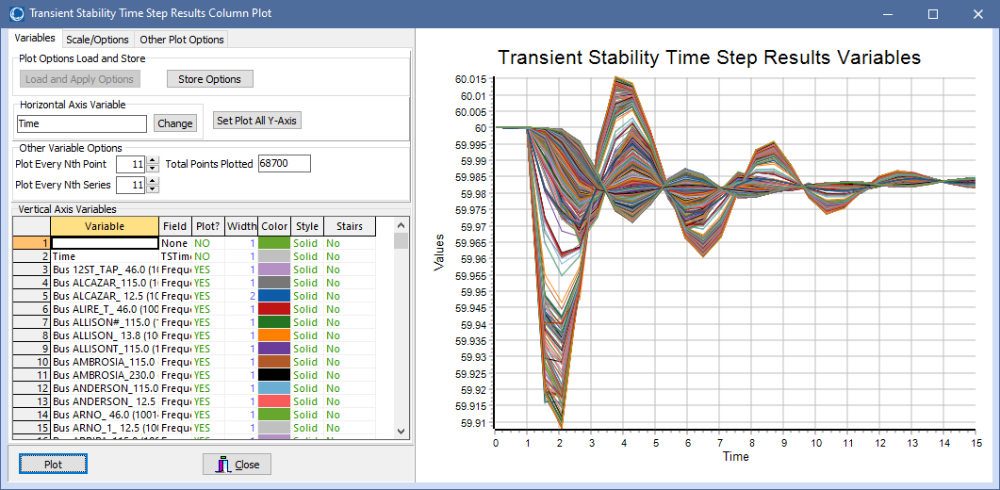 Transient Stability Time Step Results Column Plot
Variables Scale/Options Other Plot Options
Plot Options Load and Store
Load and Apply Options Store Options
Horizontal Axis Variable
Time Change Set Plot All Y-Axis
Other Variable Options
Plot Every Nth Point 11 Total Points Plotted 68700
Plot Every Nth Series 11
Vertical Axis Variables
Variable Field Plot? Width Color Style Stairs
1 None NO 1 Solid No
2 Time TSTime NO 1 Solid No
3 Bus 12ST_TAP_ 46.0 (10 Frequ YES 1 Solid No
4 Bus ALCAZAR_115.0 (1 Frequ YES 1 Solid No
5 Bus ALCAZAR_ 12.5 (10 Frequ YES 2 Solid No
6 Bus ALIRE_T_ 46.0 (100 Frequ YES 1 Solid No
7 Bus ALLISON#_115.0 (1 Frequ YES 1 Solid No
8 Bus ALLISON_ 13.8 (100 Frequ YES 1 Solid No
9 Bus ALLISONT_115.0 (1 Frequ YES 1 Solid No
10 Bus AMBROSIA_115.0 Frequ YES 1 Solid No
11 Bus AMBROSIA_230.0 Frequ YES 1 Solid No
12 Bus ANDERSON_115.0 Frequ YES 1 Solid No
13 Bus ANDERSON_ 12.5 Frequ YES 1 Solid No
14 Bus ARNO_ 46.0 (10014 Frequ YES 1 Solid No
15 Bus ARNO_1_ 12.5 (100 Frequ YES 1 Solid No
Plot Close
Transient Stability Time Step Results Variables
Values
60.015
60.01
60.005
60
59.995
59.99
59.985
59.98
59.975
59.97
59.965
59.96
59.955
59.95
59.945
59.94
59.935
59.93
59.925
59.92
59.915
59.91
0 1 2 3 4 5 6 7 8 9 10 11 12 13 14 15
Time